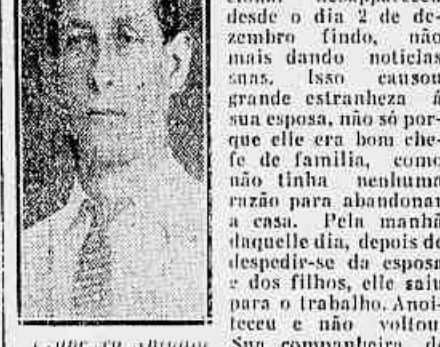 desde o dia 2 de de-
zembro findo, não
mais dando noticias
suas. Isso causou
grande estranheza á
sua esposa, não só por-
que elle era bom che-
fe de familia, como
não tinha nenhuma
razão para abandonar
a casa. Pela manhã
daquelle dia, depois de
despedir-se da esposa
e dos filhos, elle saiu
para o trabalho. Anoi-
teceu e não voltou
Sua companheira, de